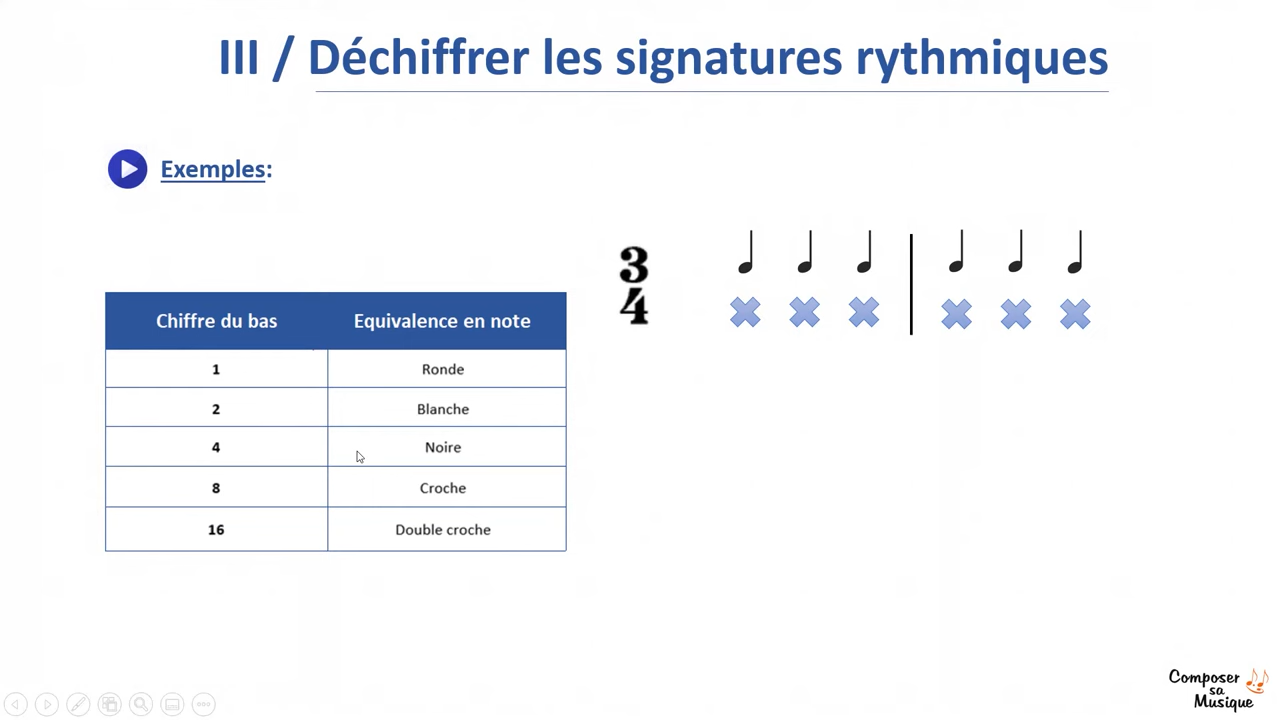 III / Déchiffrer les signatures rythmiques
Exemples:
3
4
Chiffre du bas Equivalence en note
1 Ronde
2 Blanche
4 Noire
8 Croche
16 Double croche
Composer
sa
Musique